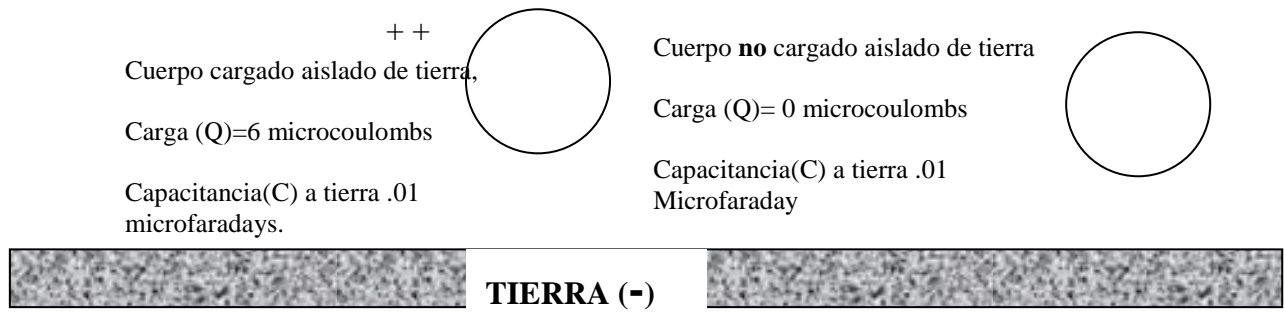 + +
Cuerpo cargado aislado de tierra,
Carga (Q)=6 microcoulombs
Capacitancia(C) a tierra .01
microfaradays.
Cuerpo no cargado aislado de tierra
Carga (Q)= 0 microcoulombs
Capacitancia(C) a tierra .01
Microfaraday
TIERRA (-)